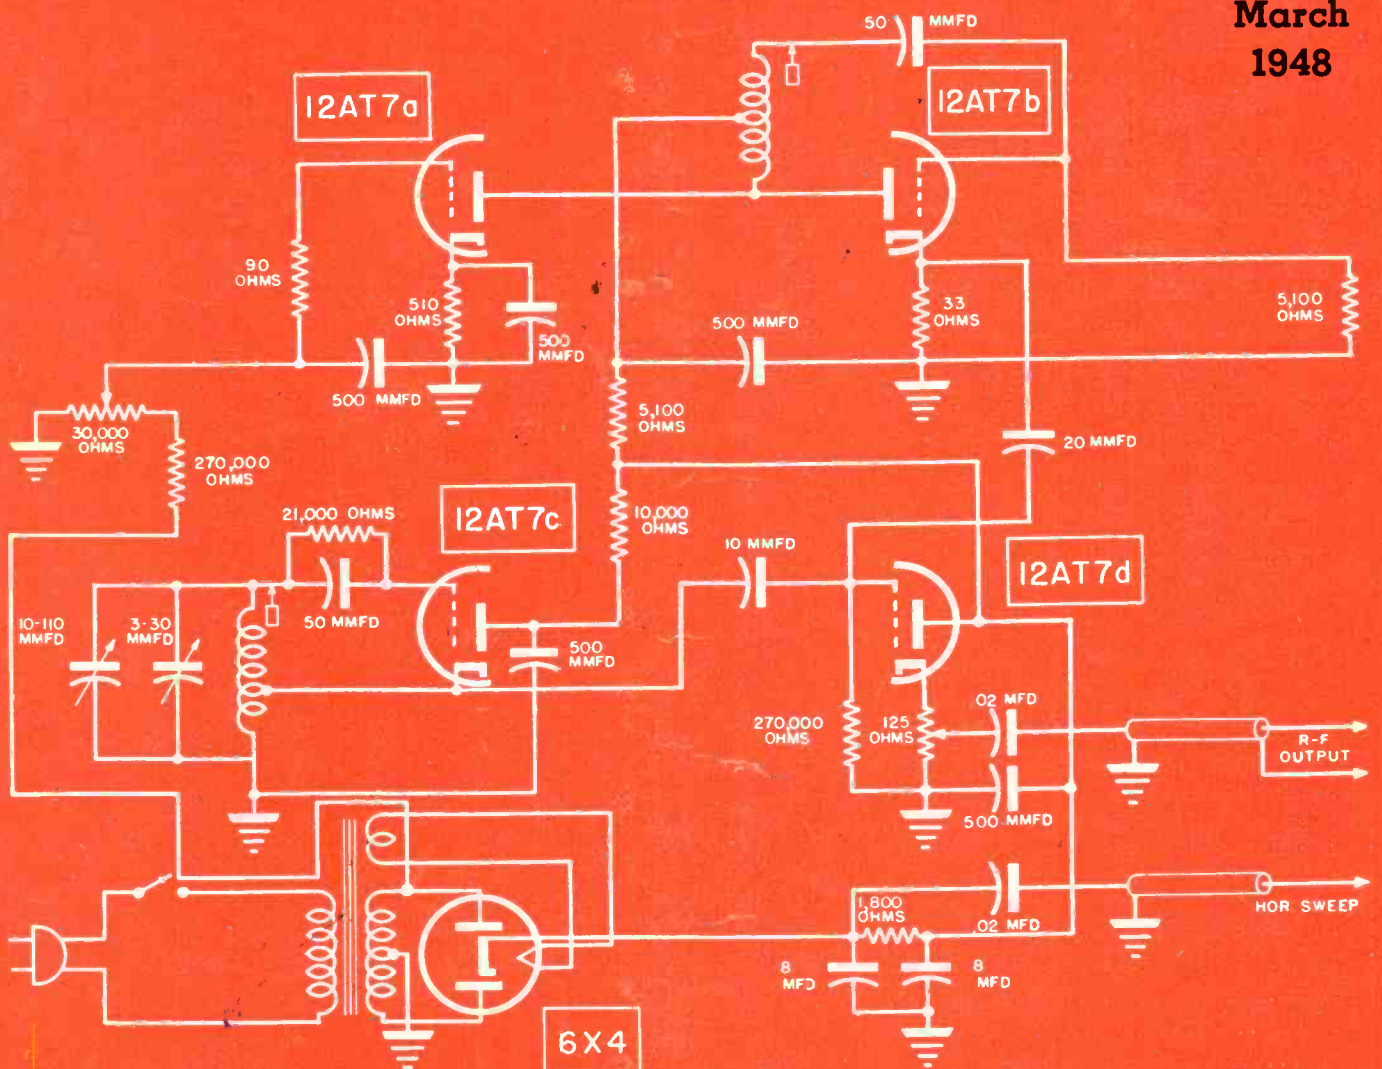 March
1948
50 MMFD
12AT7a
12AT7b
90
OHMS
510
OHMS
500
MMFD
500 MMFD
33
OHMS
5,100
OHMS
500 MMFD
5,100
OHMS
30,000
OHMS
270,000
OHMS
20 MMFD
21,000 OHMS
12AT7c
10,000
OHMS
10 MMFD
12AT7d
10-110
MMFD
3-30
MMFD
50 MMFD
500
MMFD
270,000
OHMS
125
OHMS
.02 MFD
R-F
OUTPUT
500 MMFD
1,800
OHMS
.02 MFD
HOR SWEEP
8
MFD
8
MFD
6X4